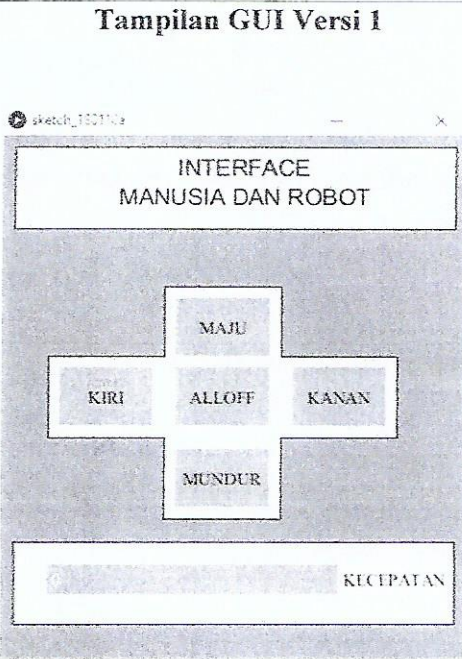 Tampilan GUI Versi 1
INTERFACE
MANUSIA DAN ROBOT
MAJU
KIRI ALLOFF KANAN
MUNDUR
KECEPATAN